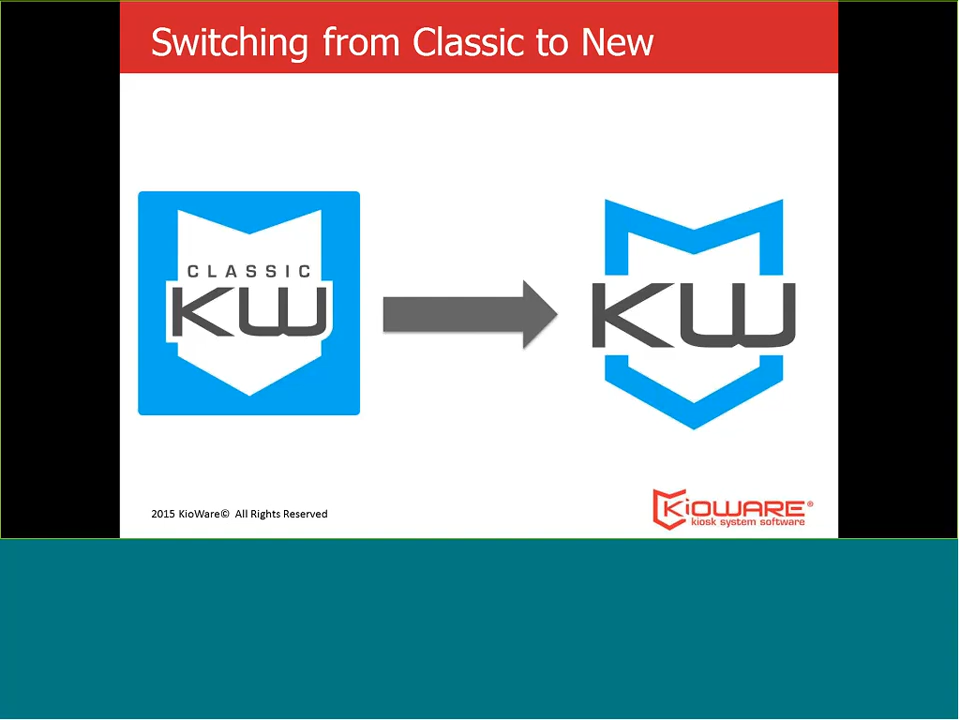 Switching from Classic to New
CLASSIC
KW
KW
2015 KioWare© All Rights Reserved
KioWARE®
kiosk system software